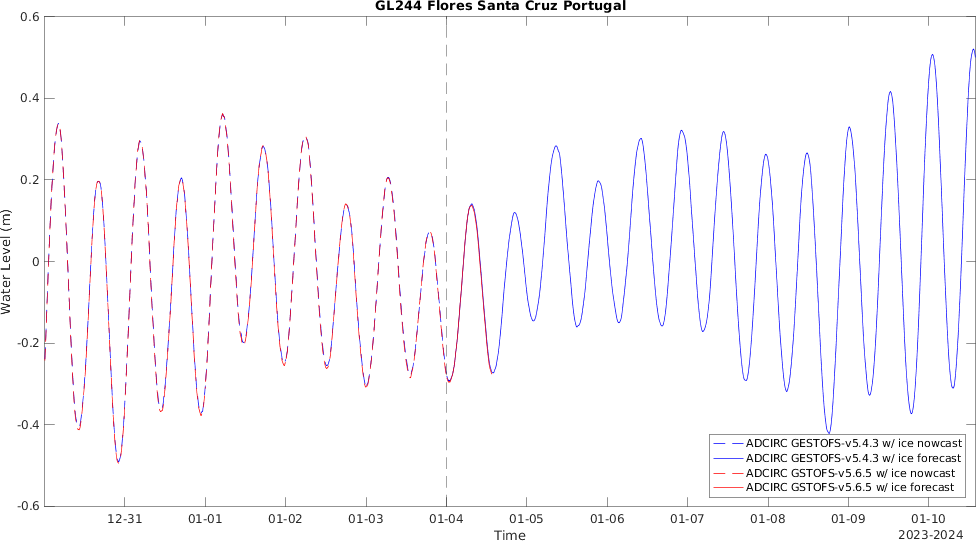 GL244 Flores Santa Cruz Portugal
0.6
0.4
0.2
0
-0.2
-0.4
-0.6
Water Level (m)
ADCIRC GESTOFS-v5.4.3 w/ ice nowcast
ADCIRC GESTOFS-v5.4.3 w/ ice forecast
ADCIRC GSTOFS-v5.6.5 w/ ice nowcast
ADCIRC GSTOFS-v5.6.5 w/ ice forecast
12-31 01-01 01-02 01-03 01-04 01-05 01-06 01-07 01-08 01-09 01-10
Time
2023-2024